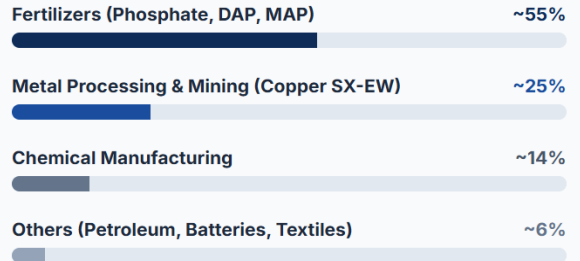 Fertilizers (Phosphate, DAP, MAP) ~55%
Metal Processing & Mining (Copper SX-EW) ~25%
Chemical Manufacturing ~14%
Others (Petroleum, Batteries, Textiles) ~6%